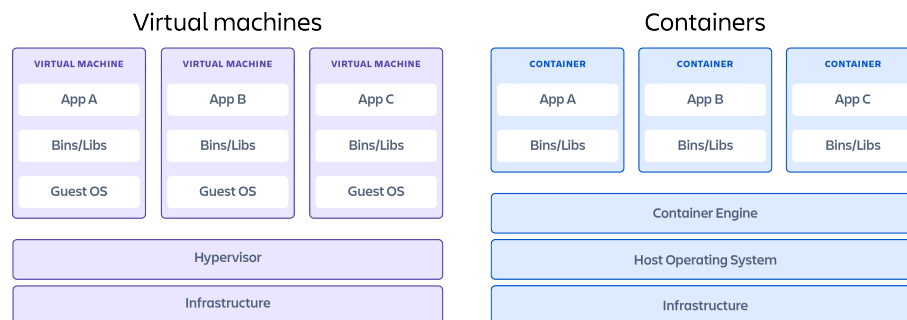 Virtual machines
VIRTUAL MACHINE VIRTUAL MACHINE VIRTUAL MACHINE
App A App B App C
Bins/Libs Bins/Libs Bins/Libs
Guest OS Guest OS Guest OS
Hypervisor
Infrastructure
Containers
CONTAINER CONTAINER CONTAINER
App A App B App C
Bins/Libs Bins/Libs Bins/Libs
Container Engine
Host Operating System
Infrastructure